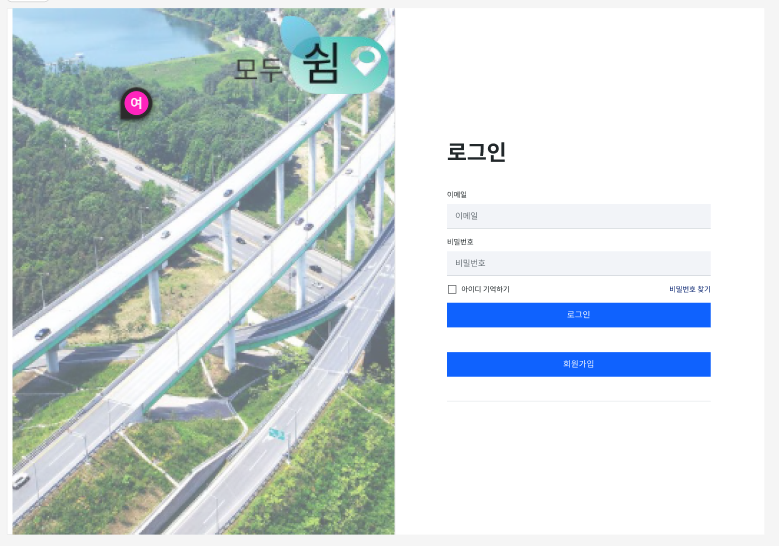 모두 쉼
여
로그인
이메일
이메일
비밀번호
비밀번호
아이디 기억하기 비밀번호 찾기
로그인
회원가입